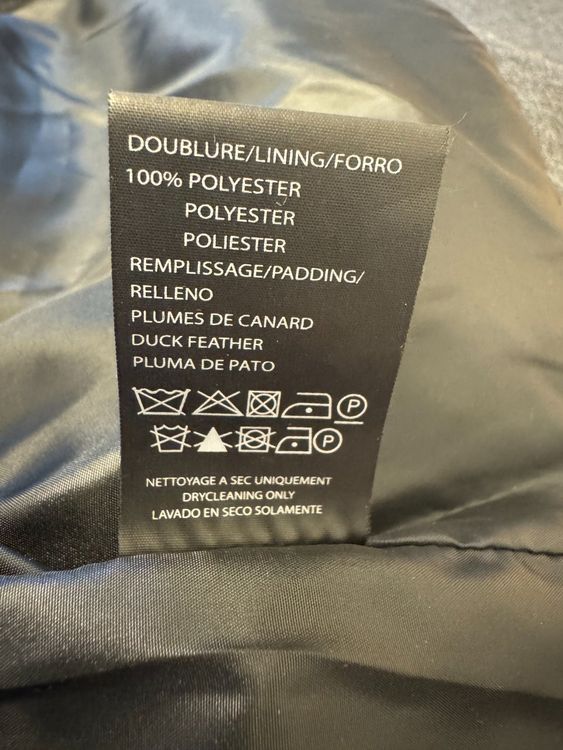 DOUBLURE/LINING/FORRO
100% POLYESTER
POLYESTER
POLIESTER
REMPLISSAGE/PADDING/
RELLENO
PLUMES DE CANARD
DUCK FEATHER
PLUMA DE PATO
P
P
NETTOYAGE A SEC UNIQUEMENT
DRYCLEANING ONLY
LAVADO EN SECO SOLAMENTE